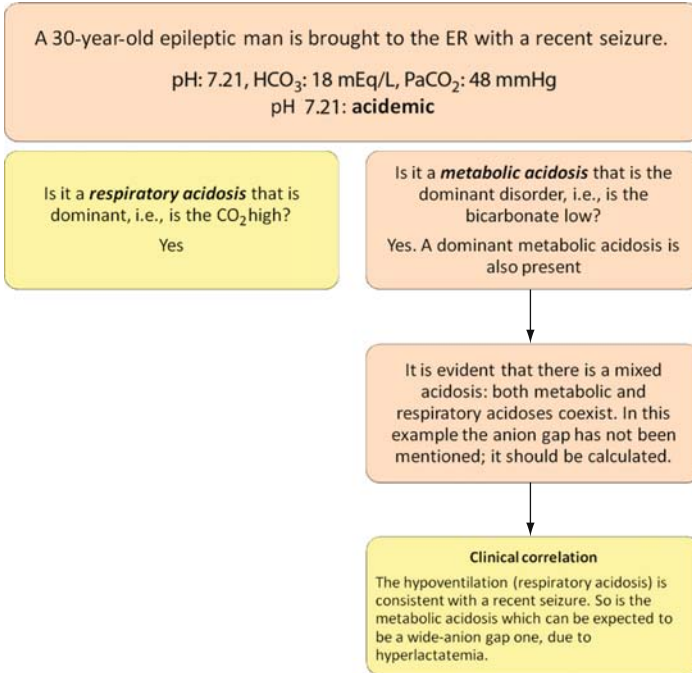 A 30-year-old epileptic man is brought to the ER with a recent seizure.
pH: 7.21, HCO₃: 18 mEq/L, PaCO₂: 48 mmHg
pH 7.21: acidemic
Is it a respiratory acidosis that is
dominant, i.e., is the CO₂ high?
Yes
Is it a metabolic acidosis that is the
dominant disorder, i.e., is the
bicarbonate low?
Yes. A dominant metabolic acidosis is
also present
It is evident that there is a mixed
acidosis: both metabolic and
respiratory acidoses coexist. In this
example the anion gap has not been
mentioned; it should be calculated.
Clinical correlation
The hypoventilation (respiratory acidosis) is
consistent with a recent seizure. So is the
metabolic acidosis which can be expected to
be a wide-anion gap one, due to
hyperlactatemia.